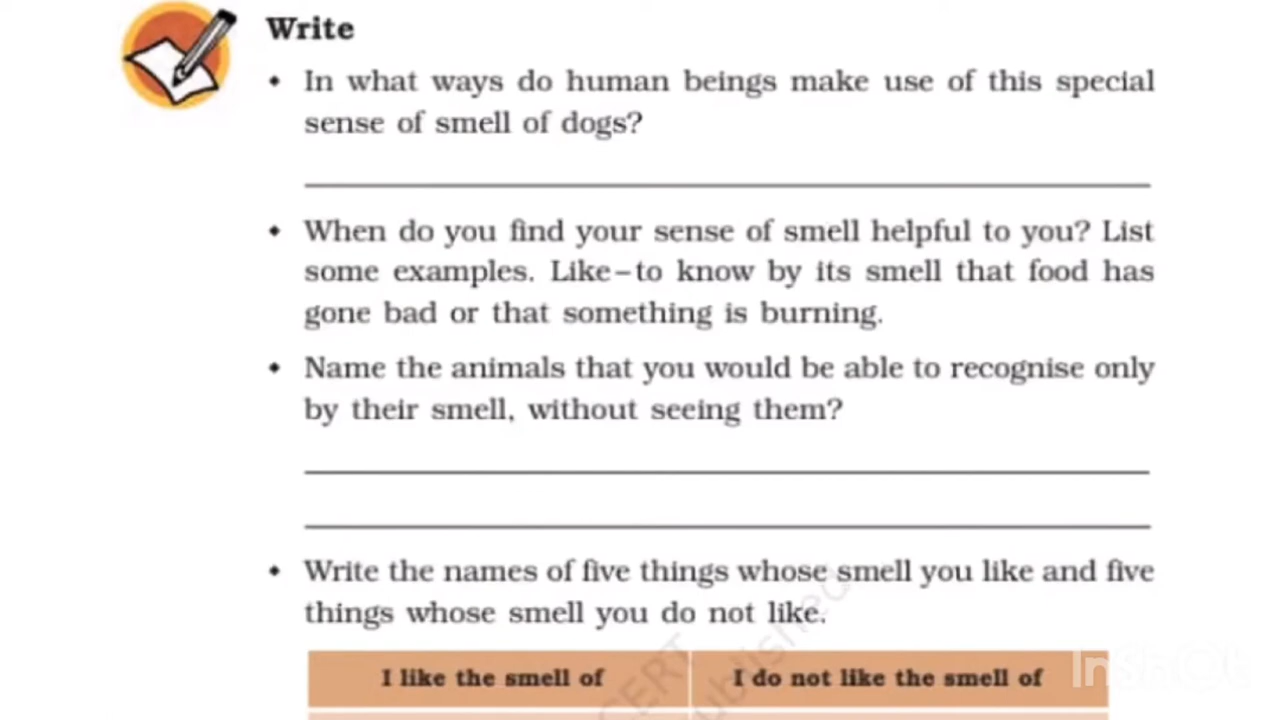 Write
• In what ways do human beings make use of this special
sense of smell of dogs?
• When do you find your sense of smell helpful to you? List
some examples. Like–to know by its smell that food has
gone bad or that something is burning.
• Name the animals that you would be able to recognise only
by their smell, without seeing them?
• Write the names of five things whose smell you like and five
things whose smell you do not like.
I like the smell of
I do not like the smell of
InShOt